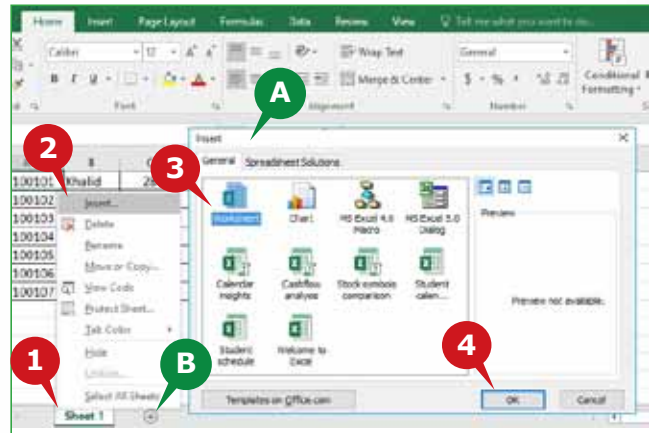 Home Insert Page Layout Formulas Data Review View Tell me what you want to do...
Calibri 12 A A Wrap Text General
B I U A Merge & Center $ % Conditional
Formatting
Font Alignment Number
A
Insert
2
3
General Spreadsheet Solutions
100101 Khalid 28
100102
100103
100104
100105
100106
100107
Insert...
Delete
Rename
Move or Copy...
View Code
Protect Sheet...
Tab Color
Hide
Unhide...
Select All Sheets
Worksheet Chart MS Excel 4.0 Macro MS Excel 5.0 Dialog
Calendar insights Cashflow analysis Stock symbols comparison Student calen...
Student schedule Welcome to Excel
Preview
Preview not available.
1
B
4
Templates on Office.com OK Cancel
Sheet 1